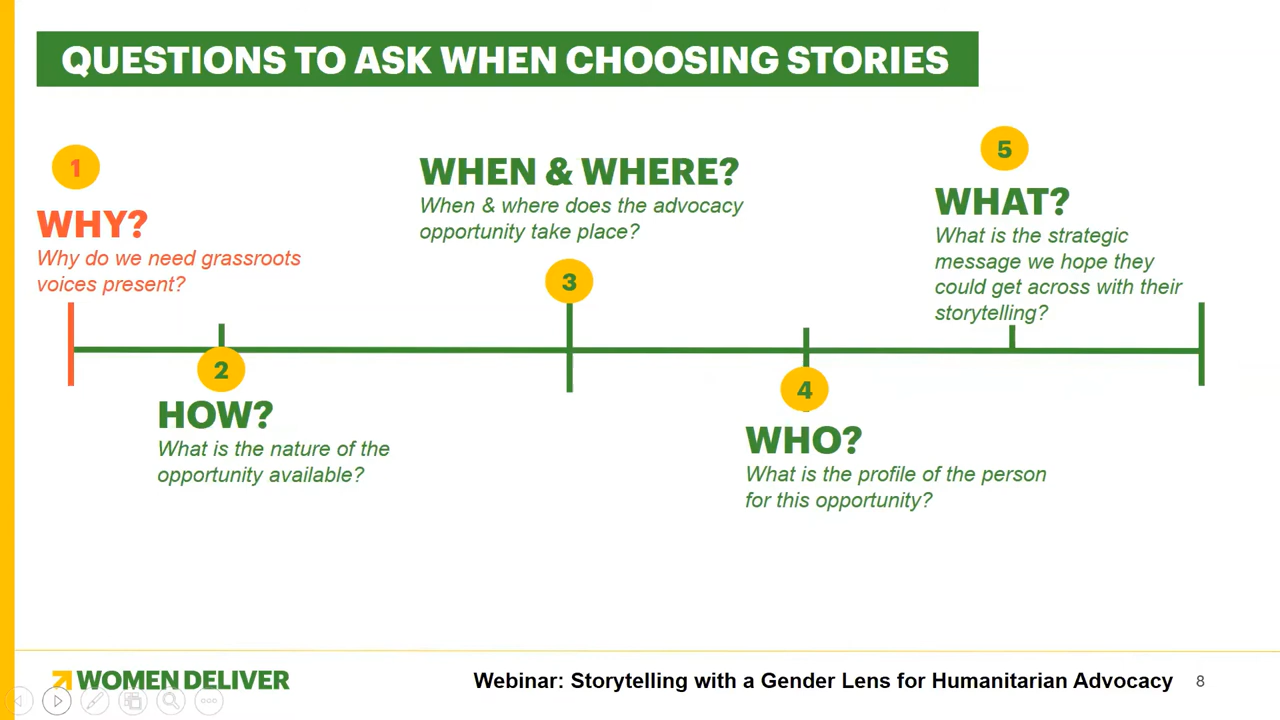 QUESTIONS TO ASK WHEN CHOOSING STORIES
1
WHY?
Why do we need grassroots
voices present?
2
HOW?
What is the nature of the
opportunity available?
WHEN & WHERE?
When & where does the advocacy
opportunity take place?
3
4
WHO?
What is the profile of the person
for this opportunity?
5
WHAT?
What is the strategic
message we hope they
could get across with their
storytelling?
WOMEN DELIVER
Webinar: Storytelling with a Gender Lens for Humanitarian Advocacy
8